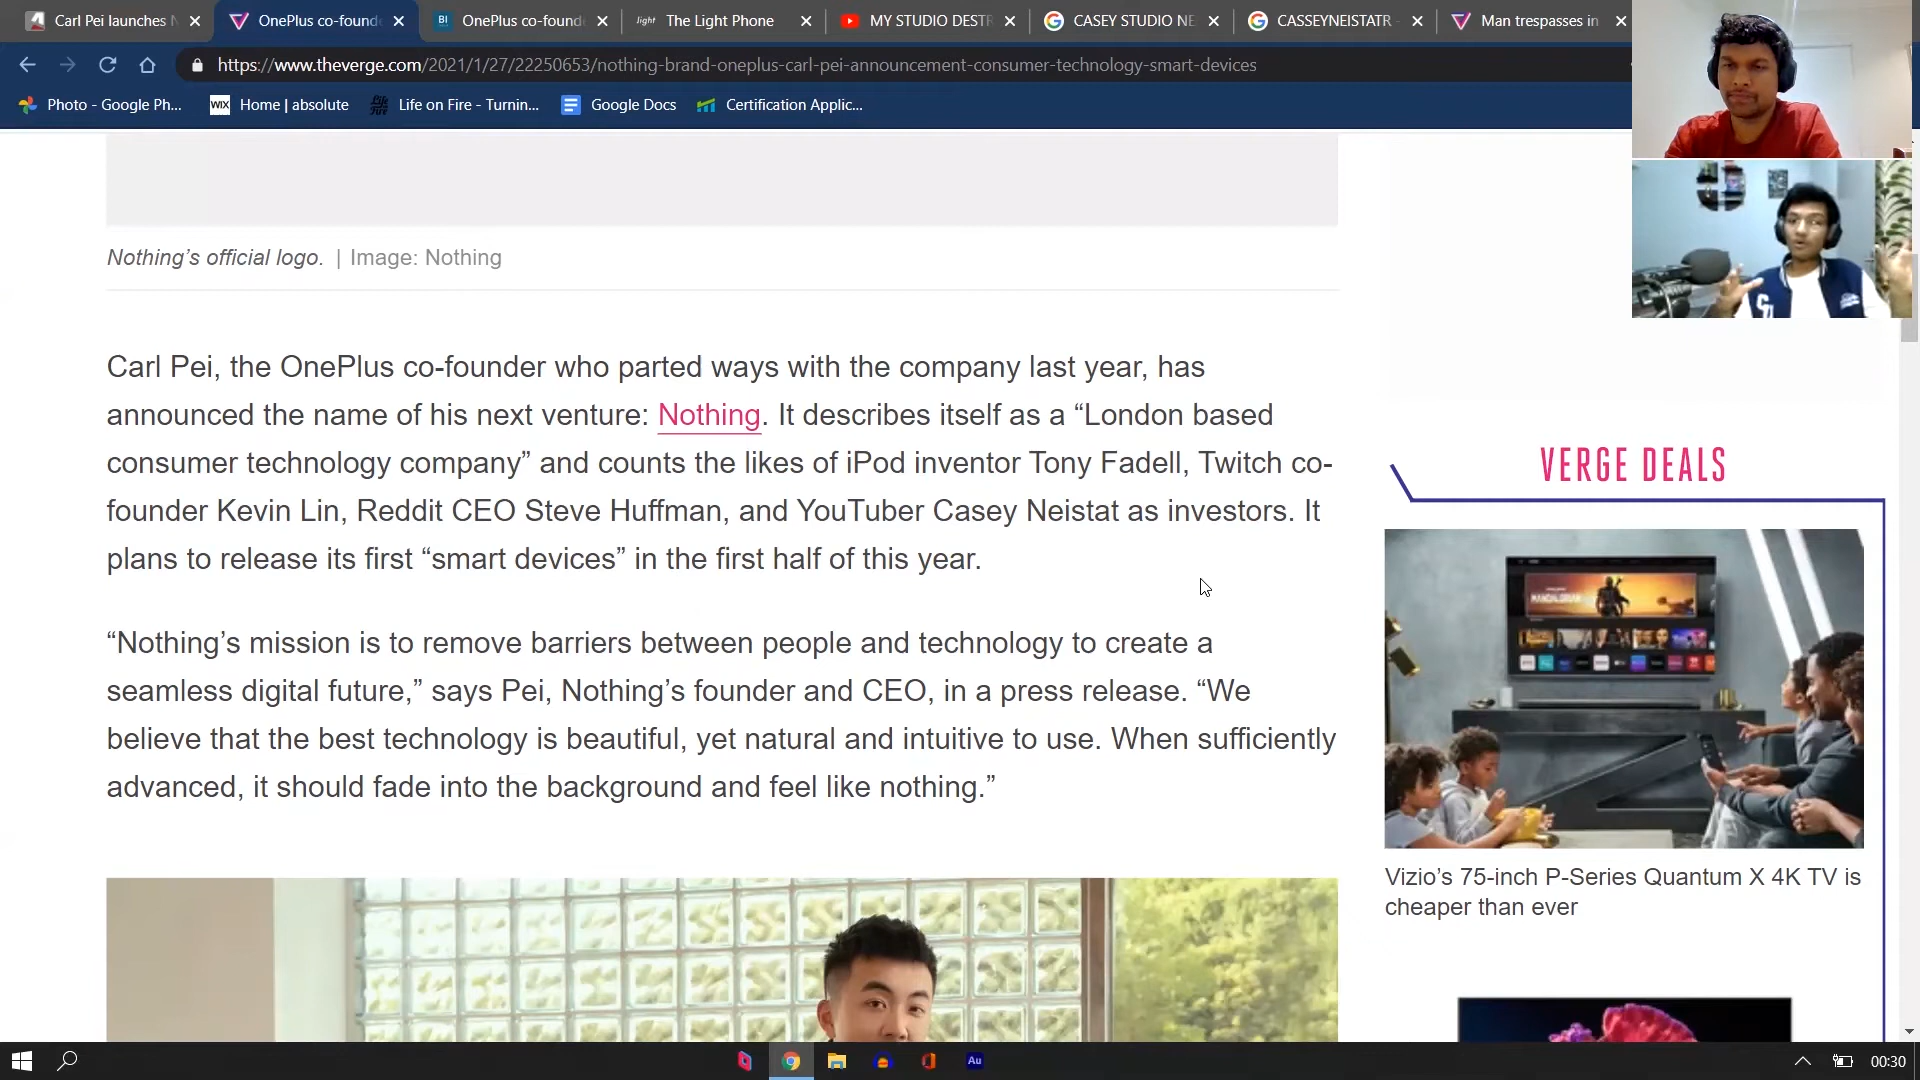 Carl Pei launches N
OnePlus co-founde
OnePlus co-founde
light The Light Phone
MY STUDIO DESTR
CASEY STUDIO NE
CASSEYNEISTATR -
Man trespasses in
https://www.theverge.com/2021/1/27/22250653/nothing-brand-oneplus-carl-pei-announcement-consumer-technology-smart-devices
Photo - Google Ph...
WiX Home | absolute
Life on Fire - Turnin...
Google Docs
Certification Applic...
Nothing’s official logo. | Image: Nothing
Carl Pei, the OnePlus co-founder who parted ways with the company last year, has
announced the name of his next venture: Nothing. It describes itself as a “London based
consumer technology company” and counts the likes of iPod inventor Tony Fadell, Twitch co-
founder Kevin Lin, Reddit CEO Steve Huffman, and YouTuber Casey Neistat as investors. It
plans to release its first “smart devices” in the first half of this year.
“Nothing’s mission is to remove barriers between people and technology to create a
seamless digital future,” says Pei, Nothing’s founder and CEO, in a press release. “We
believe that the best technology is beautiful, yet natural and intuitive to use. When sufficiently
advanced, it should fade into the background and feel like nothing.”
VERGE DEALS
MANDALORIAN
Vizio’s 75-inch P-Series Quantum X 4K TV is
cheaper than ever
Au
00:30